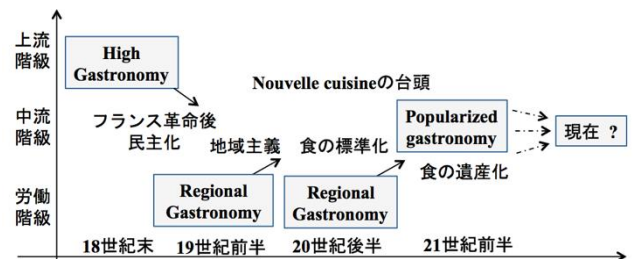 上流
階級
High
Gastronomy
Nouvelle cuisineの台頭
中流
階級
フランス革命後
民主化
地域主義
食の標準化
Popularized
gastronomy
現在 ?
食の遺産化
労働
階級
Regional
Gastronomy
Regional
Gastronomy
18世紀末
19世紀前半
20世紀後半
21世紀前半